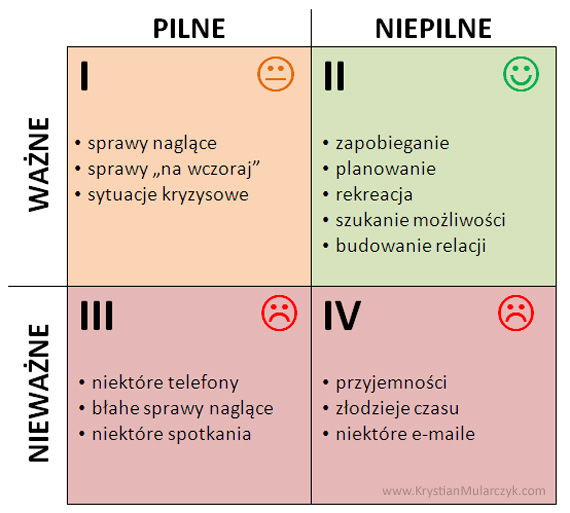 PILNE
NIEPILNE
WAŻNE
I
• sprawy naglące
• sprawy „na wczoraj”
• sytuacje kryzysowe
II
• zapobieganie
• planowanie
• rekreacja
• szukanie możliwości
• budowanie relacji
NIEWAŻNE
III
• niektóre telefony
• błahe sprawy naglące
• niektóre spotkania
IV
• przyjemności
• złodzieje czasu
• niektóre e-maile
www.KrystianMularczyk.com